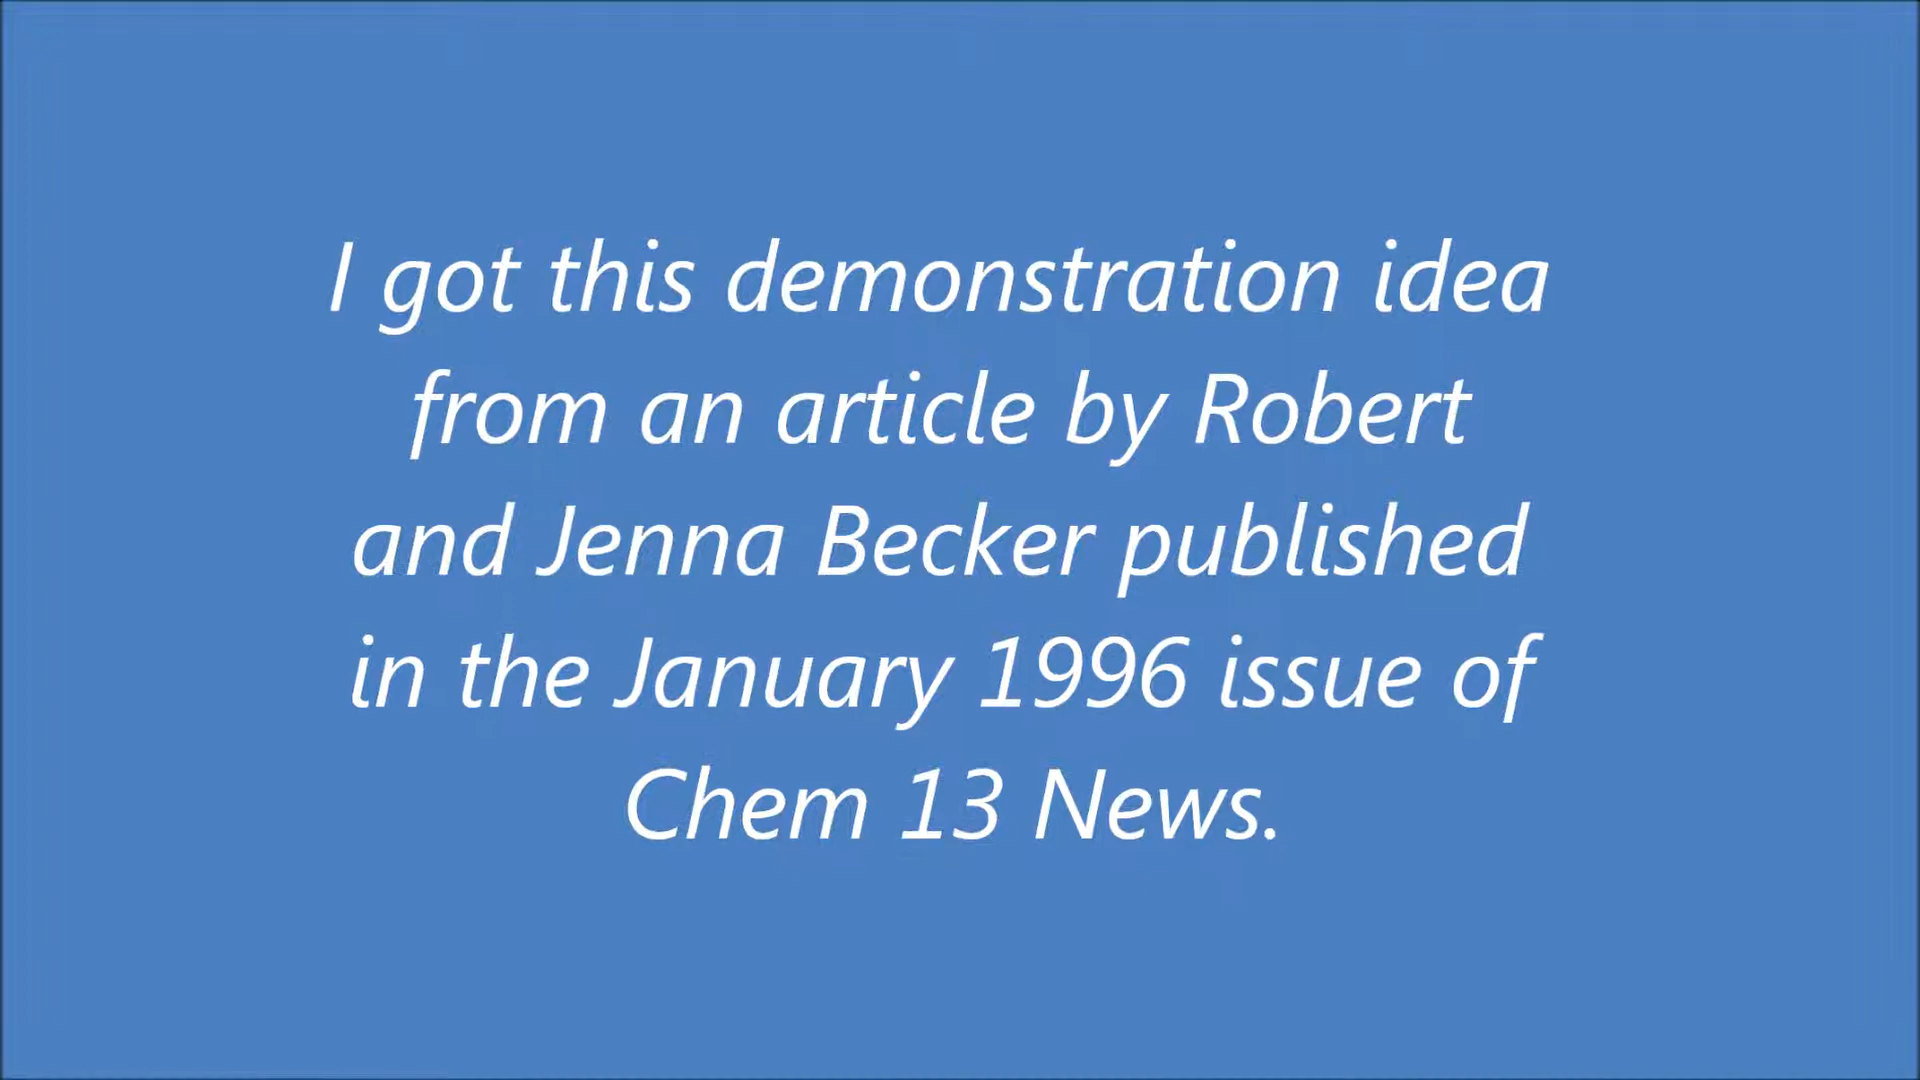 I got this demonstration idea
from an article by Robert
and Jenna Becker published
in the January 1996 issue of
Chem 13 News.